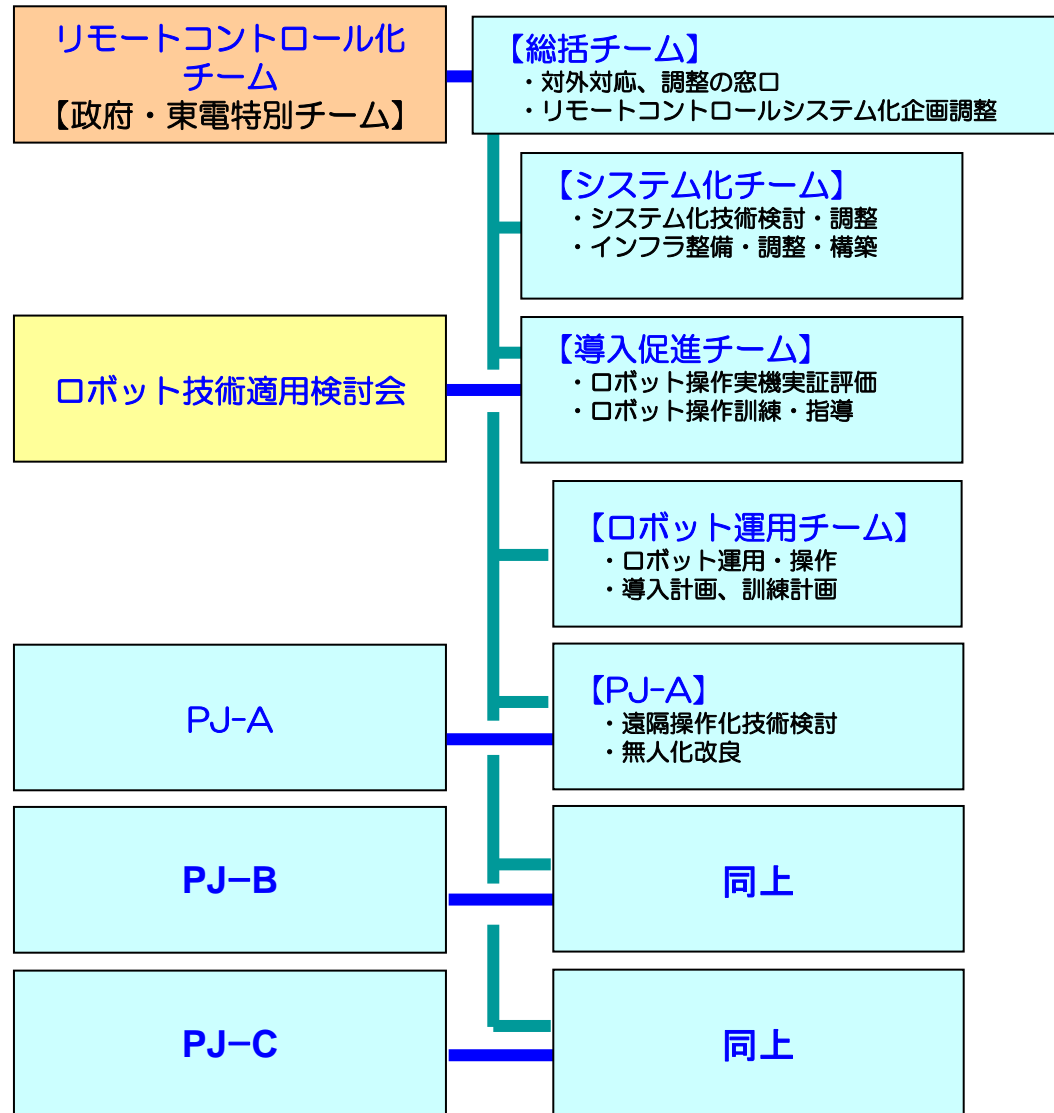 リモートコントロール化
チーム
【政府・東電特別チーム】
【総括チーム】
・対外対応、調整の窓口
・リモートコントロールシステム化企画調整
【システム化チーム】
・システム化技術検討・調整
・インフラ整備・調整・構築
ロボット技術適用検討会
【導入促進チーム】
・ロボット操作実機実証評価
・ロボット操作訓練・指導
【ロボット運用チーム】
・ロボット運用・操作
・導入計画、訓練計画
PJ-A
【PJ-A】
・遠隔操作化技術検討
・無人化改良
PJーB
同上
PJーC
同上